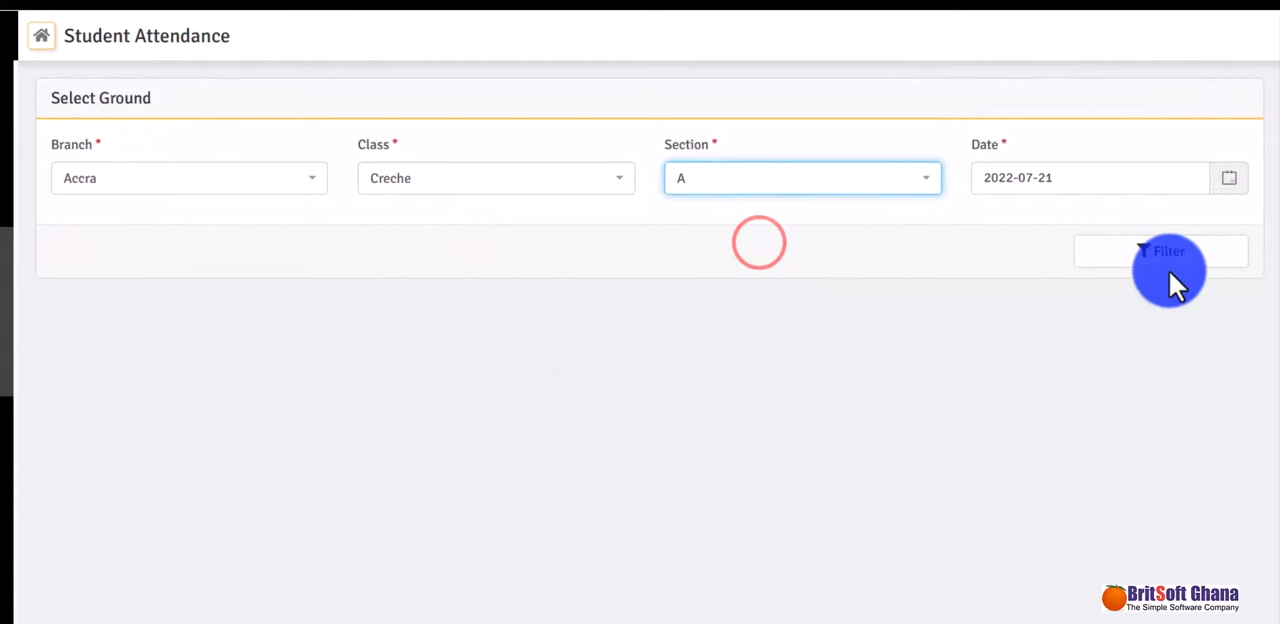 Student Attendance
Select Ground
Branch *
Class *
Section *
Date *
Accra
Creche
A
2022-07-21
Filter
BritSoft Ghana
The Simple Software Company